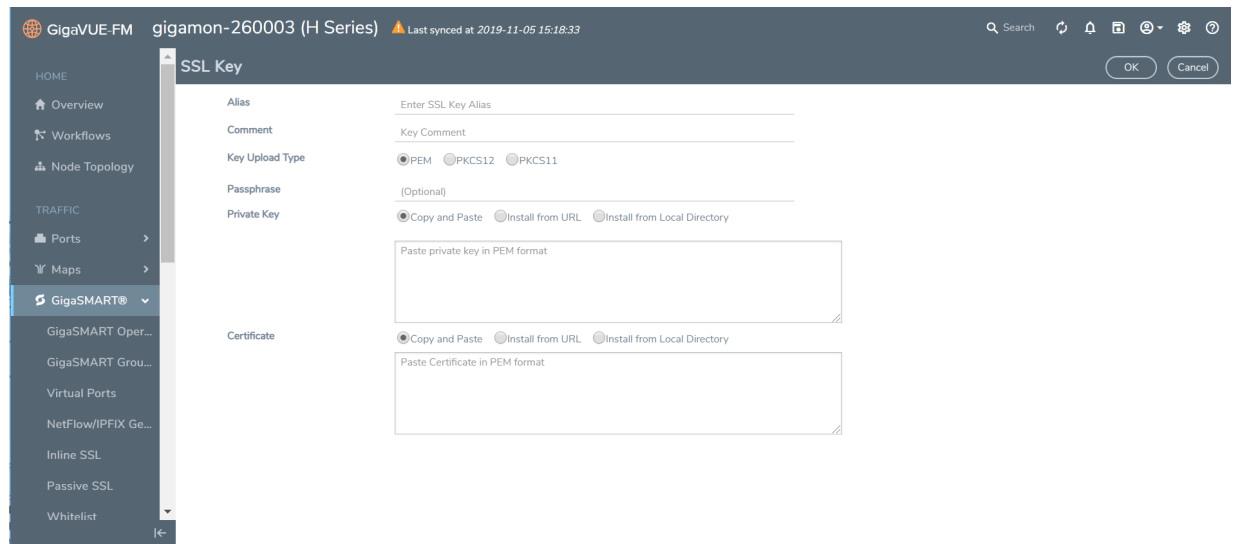 GigaVUE-FM gigamon-260003 (H Series) Last synced at 2019-11-05 15:18:33 Search
HOME
Overview
Workflows
Node Topology
TRAFFIC
Ports
Maps
GigaSMART®
GigaSMART Oper...
GigaSMART Grou...
Virtual Ports
NetFlow/IPFIX Ge...
Inline SSL
Passive SSL
Whitelist
SSL Key OK Cancel
Alias Enter SSL Key Alias
Comment Key Comment
Key Upload Type PEM PKCS12 PKCS11
Passphrase (Optional)
Private Key Copy and Paste Install from URL Install from Local Directory
Paste private key in PEM format
Certificate Copy and Paste Install from URL Install from Local Directory
Paste Certificate in PEM format